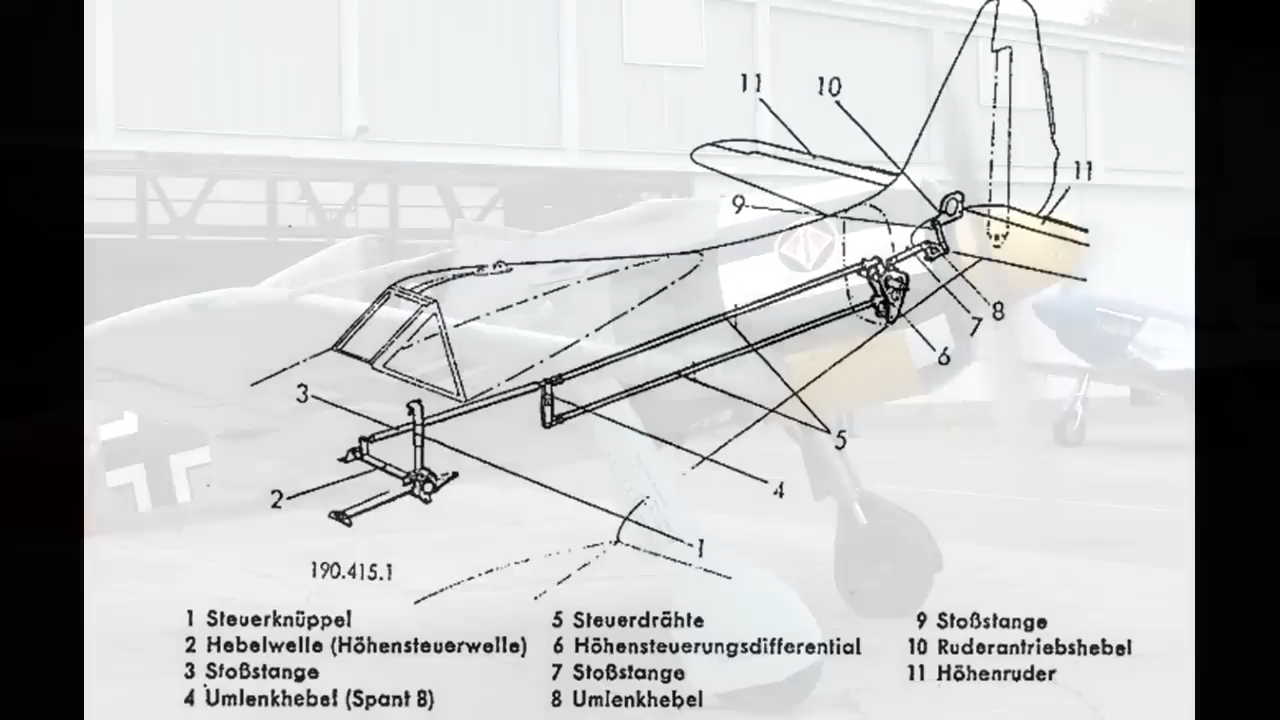 11
10
11
9
8
7
6
3
5
2
4
1
190.415.1
1 Steuerknüppel
2 Hebelwelle (Höhensteuerwelle)
3 Stoßstange
4 Umlenkhebel (Spant 8)
5 Steuerdrähte
6 Höhensteuerungsdifferential
7 Stoßstange
8 Umlenkhebel
9 Stoßstange
10 Ruderantriebshebel
11 Höhenruder